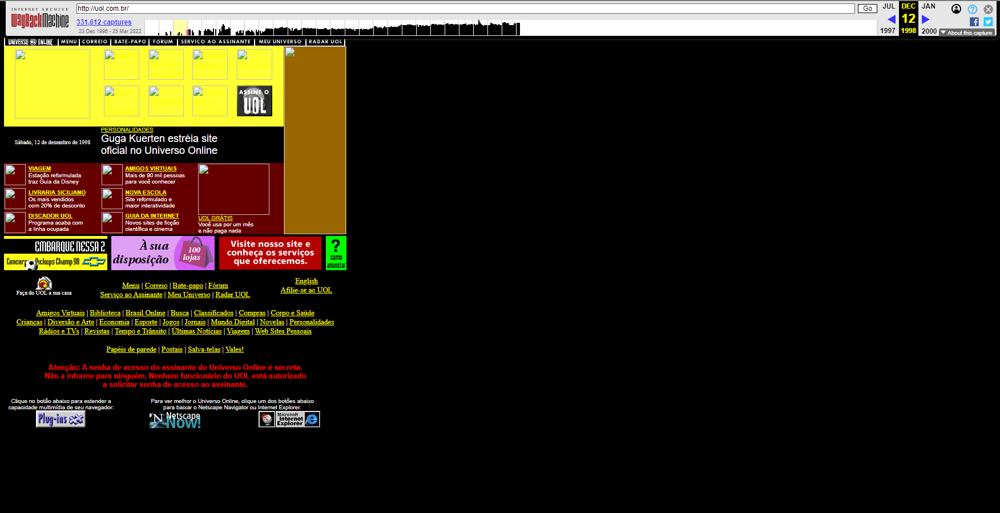 INTERNET ARCHIVE
WayBackMachine
http://uol.com.br/
Go
JUL
DEC
JAN
331,612 captures
12
23 Dec 1996 - 25 Mar 2022
1997
1998
2000
About this capture
UNIVERSO ONLINE
MENU
CORREIO
BATE-PAPO
FÓRUM
SERVIÇO AO ASSINANTE
MEU UNIVERSO
RADAR UOL
ASSINE O
UOL
Sábado, 12 de dezembro de 1998
PERSONALIDADES
Guga Kuerten estréia site
oficial no Universo Online
VIAGEM
Estação reformulada
traz Guia da Disney
AMIGOS VIRTUAIS
Mais de 90 mil pessoas
para você conhecer
LIVRARIA SICILIANO
Os mais vendidos
com 20% de desconto
NOVA ESCOLA
Site reformulado e
maior interatividade
DISCADOR UOL
Programa acaba com
a linha ocupada
GUIA DA INTERNET
Novos sites de ficção
científica e cinema
UOL GRÁTIS
Você usa por um mês
e não paga nada
EMBARQUE NESSA 2
Pickups Champ 98
À sua
disposição
100
lojas
Visite nosso site e
conheça os serviços
que oferecemos.
?
como
anunciar
Faça do UOL a sua casa
Menu | Correio | Bate-papo | Fórum
Serviço ao Assinante | Meu Universo | Radar UOL
English
Afilie-se ao UOL
Amigos Virtuais | Biblioteca | Brasil Online | Busca | Classificados | Compras | Corpo e Saúde
Crianças | Diversão e Arte | Economia | Esporte | Jogos | Jornais | Mundo Digital | Novelas | Personalidades
Rádios e TVs | Revistas | Tempo e Trânsito | Últimas Notícias | Viagem | Web Sites Pessoais
Papéis de parede | Postais | Salva-telas | Vales!
Atenção: A senha de acesso do assinante do Universo Online é secreta.
Não a informe para ninguém. Nenhum funcionário do UOL está autorizado
a solicitar senha de acesso ao assinante.
Clique no botão abaixo para estender a
capacidade multimídia de seu navegador:
Plug-ins
Para ver melhor o Universo Online, clique um dos botões abaixo
para baixar o Netscape Navigator ou Internet Explorer.
N Netscape
Now!
Microsoft
Internet
Explorer